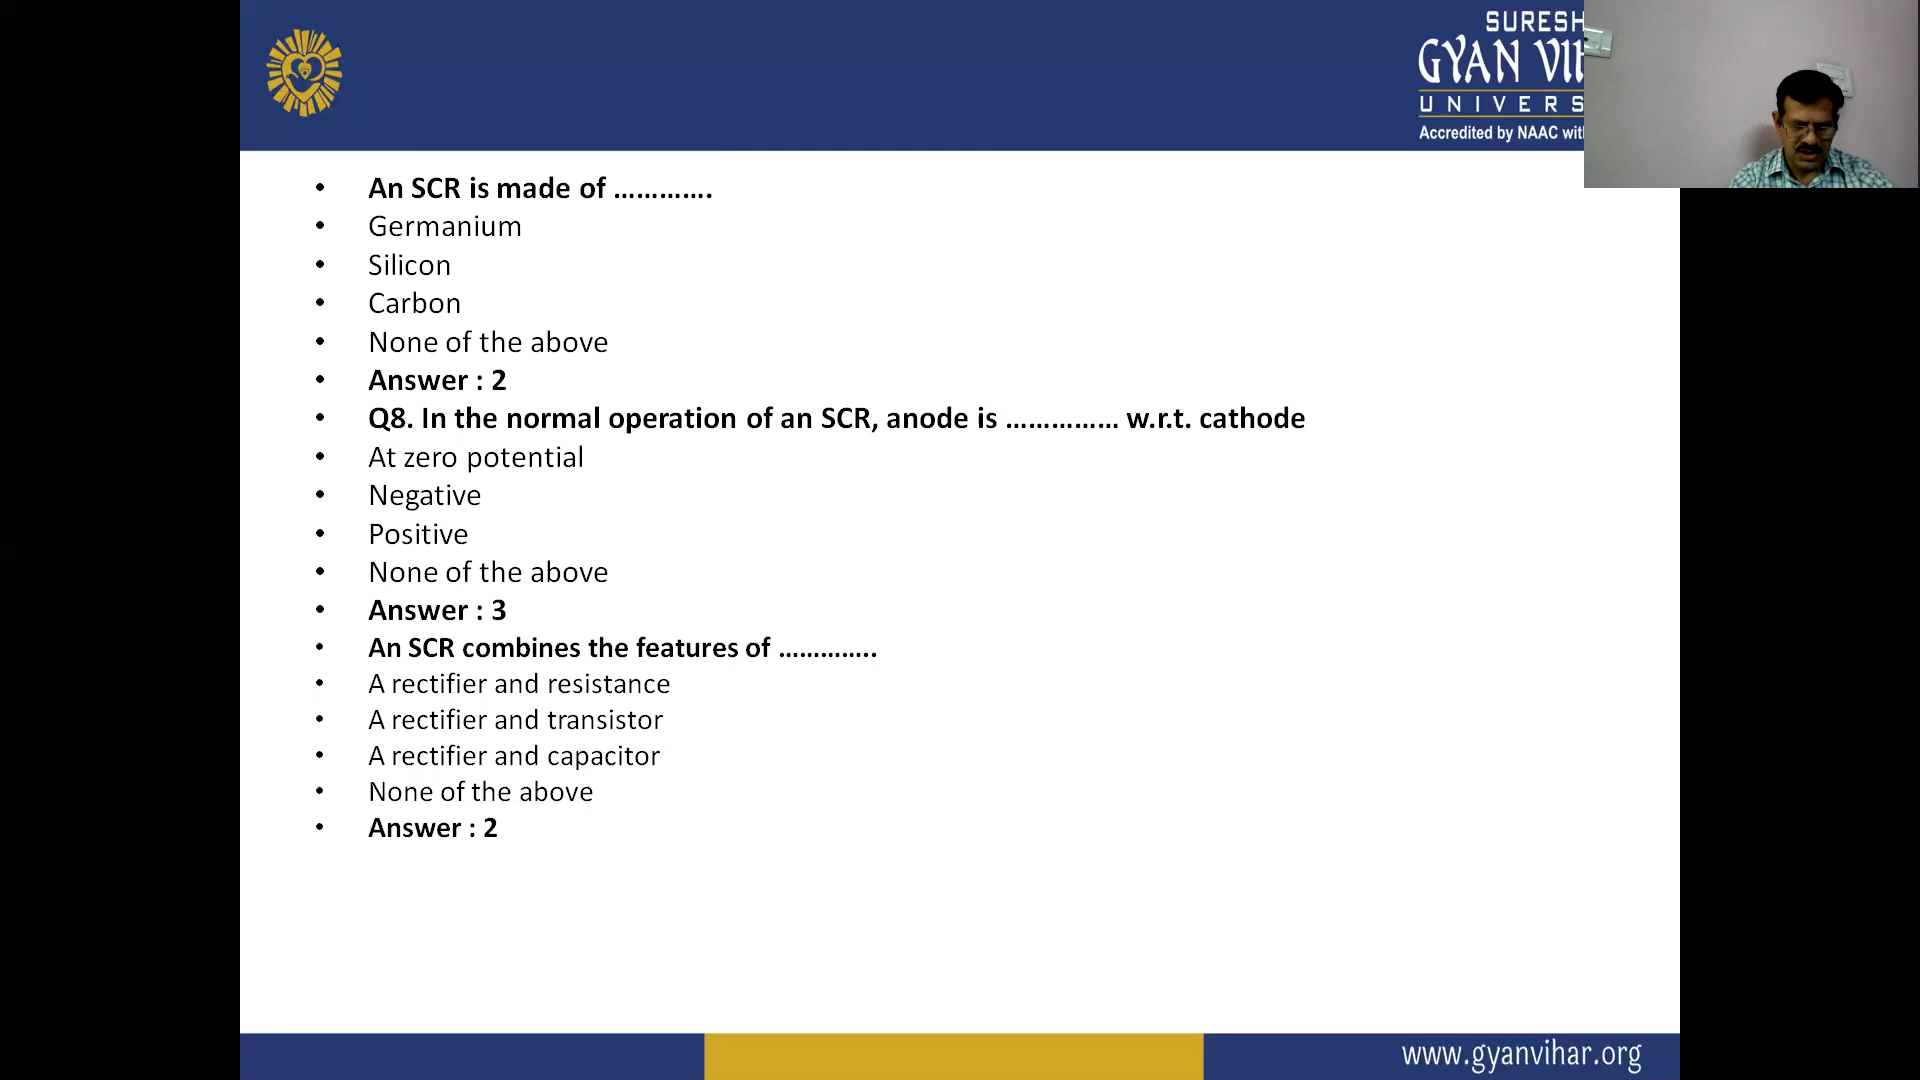 SURESH
GYAN
UNIVERS
Accredited by NAAC
• An SCR is made of ………….
• Germanium
• Silicon
• Carbon
• None of the above
• Answer : 2
• Q8. In the normal operation of an SCR, anode is …………… w.r.t. cathode
• At zero potential
• Negative
• Positive
• None of the above
• Answer : 3
• An SCR combines the features of …………..
• A rectifier and resistance
• A rectifier and transistor
• A rectifier and capacitor
• None of the above
• Answer : 2
www.gyanvihar.org